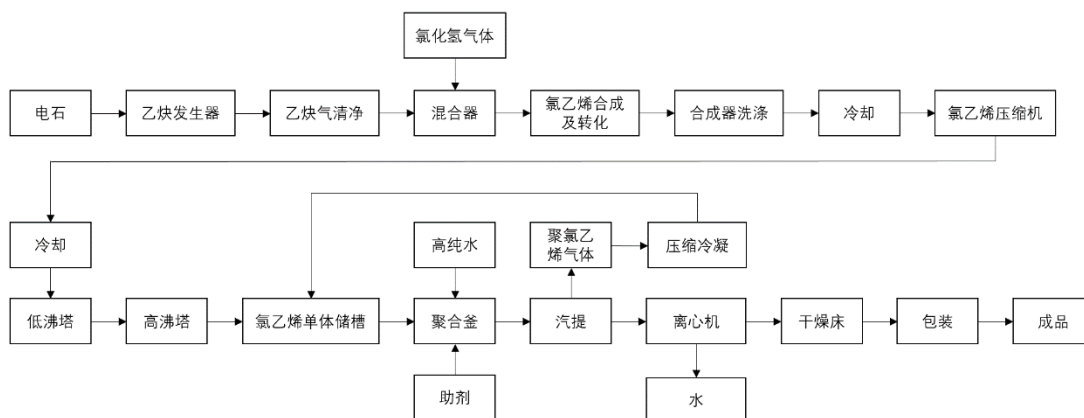 氯化氢气体
电石
乙炔发生器
乙炔气清净
混合器
氯乙烯合成
及转化
合成器洗涤
冷却
氯乙烯压缩机
冷却
高纯水
聚氯乙
烯气体
压缩冷凝
低沸塔
高沸塔
氯乙烯单体储槽
聚合釜
汽提
离心机
干燥床
包装
成品
助剂
水